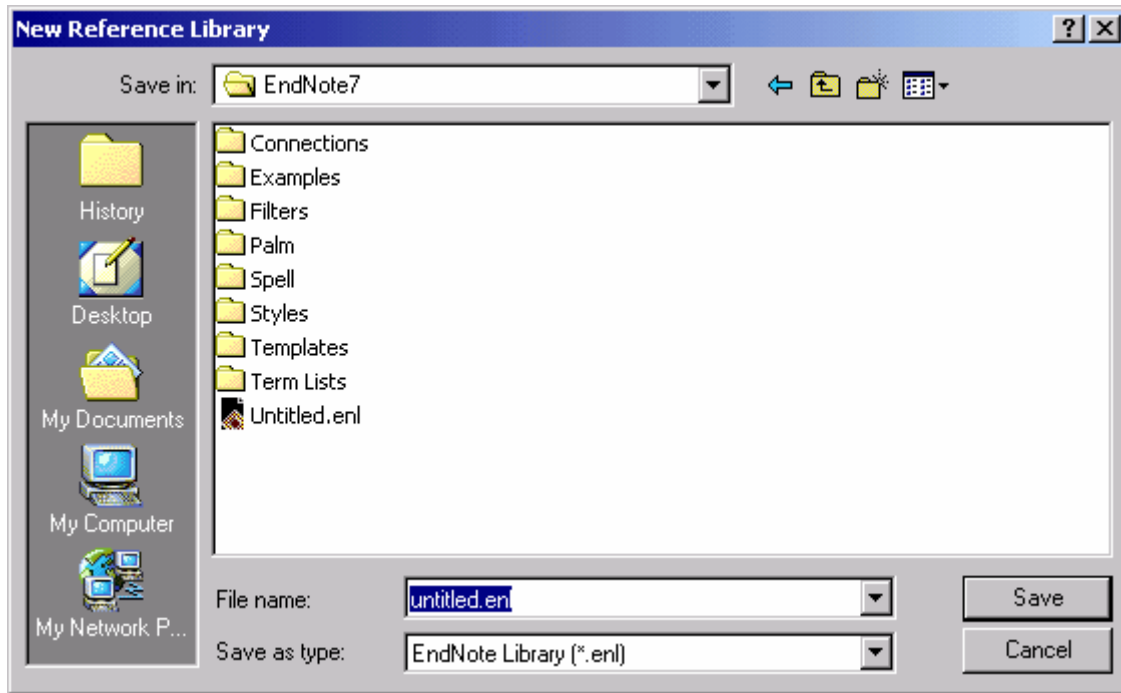 New Reference Library
Save in: EndNote7
Connections
Examples
Filters
Palm
Spell
Styles
Templates
Term Lists
Untitled.enl
History
Desktop
My Documents
My Computer
My Network P...
File name: untitled.enl
Save
Save as type: EndNote Library (*.enl)
Cancel